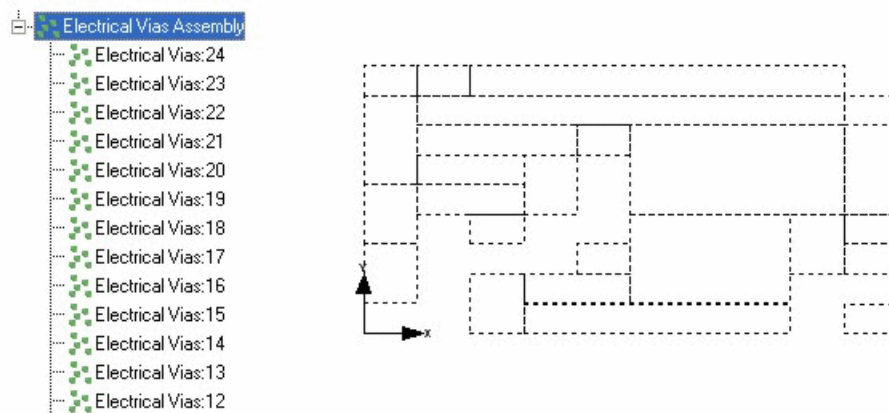 Electrical Vias Assembly
Electrical Vias:24
Electrical Vias:23
Electrical Vias:22
Electrical Vias:21
Electrical Vias:20
Electrical Vias:19
Electrical Vias:18
Electrical Vias:17
Electrical Vias:16
Electrical Vias:15
Electrical Vias:14
Electrical Vias:13
Electrical Vias:12
Y
x